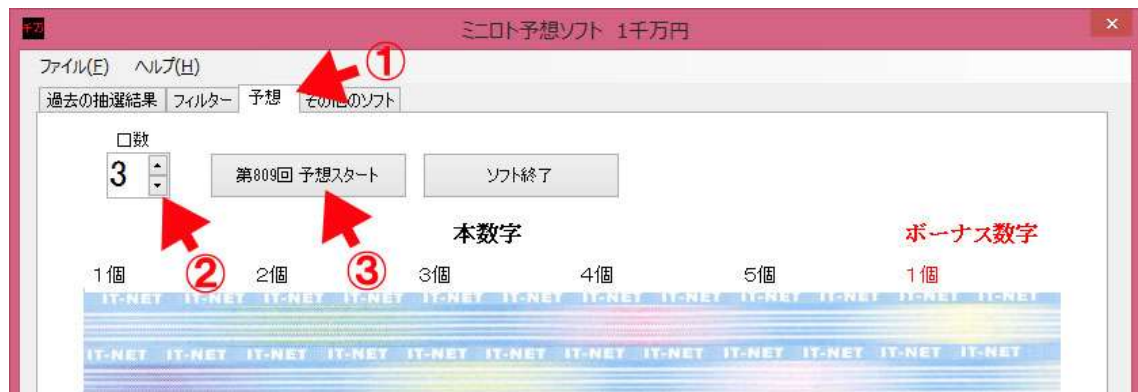 千万 ミニロト予想ソフト 1千万円 ×
ファイル(F) ヘルプ(H) ①
過去の抽選結果 フィルター 予想 その他のソフト
口数
3 第809回 予想スタート ソフト終了
本数字 ボーナス数字
1個 ② 2個 ③ 3個 4個 5個 1個
IT-NET IT-NET IT-NET IT-NET IT-NET IT-NET IT-NET IT-NET IT-NET IT-NET IT-NET IT-NET
IT-NET IT-NET IT-NET IT-NET IT-NET IT-NET IT-NET IT-NET IT-NET IT-NET IT-NET IT-NET